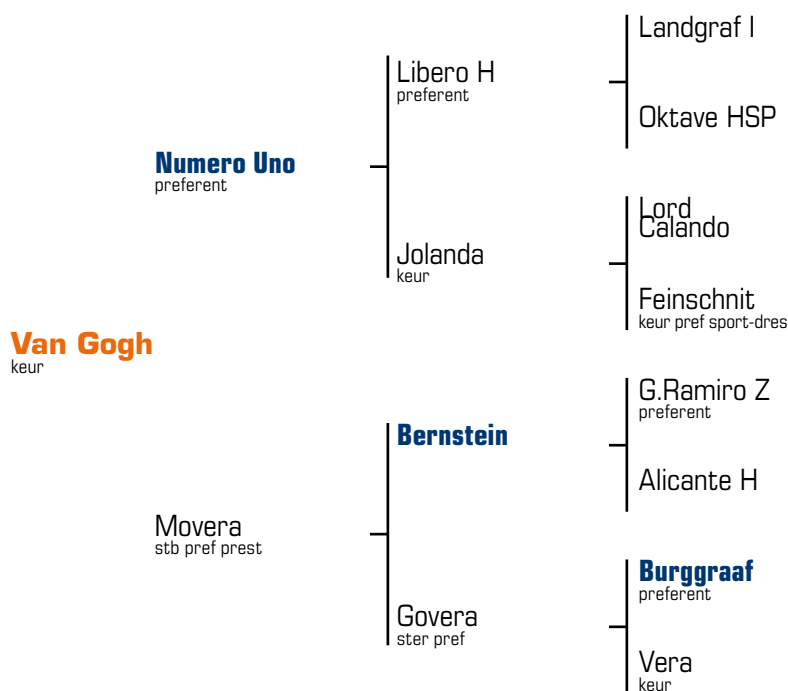 Landgraf I
Libero H
preferent
Oktave HSP
Numero Uno
preferent
Lord
Calando
Jolanda
keur
Feinschnit
keur pref sport-dres
Van Gogh
keur
G.Ramiro Z
preferent
Bernstein
Alicante H
Movera
stb pref prest
Burggraaf
preferent
Govera
ster pref
Vera
keur